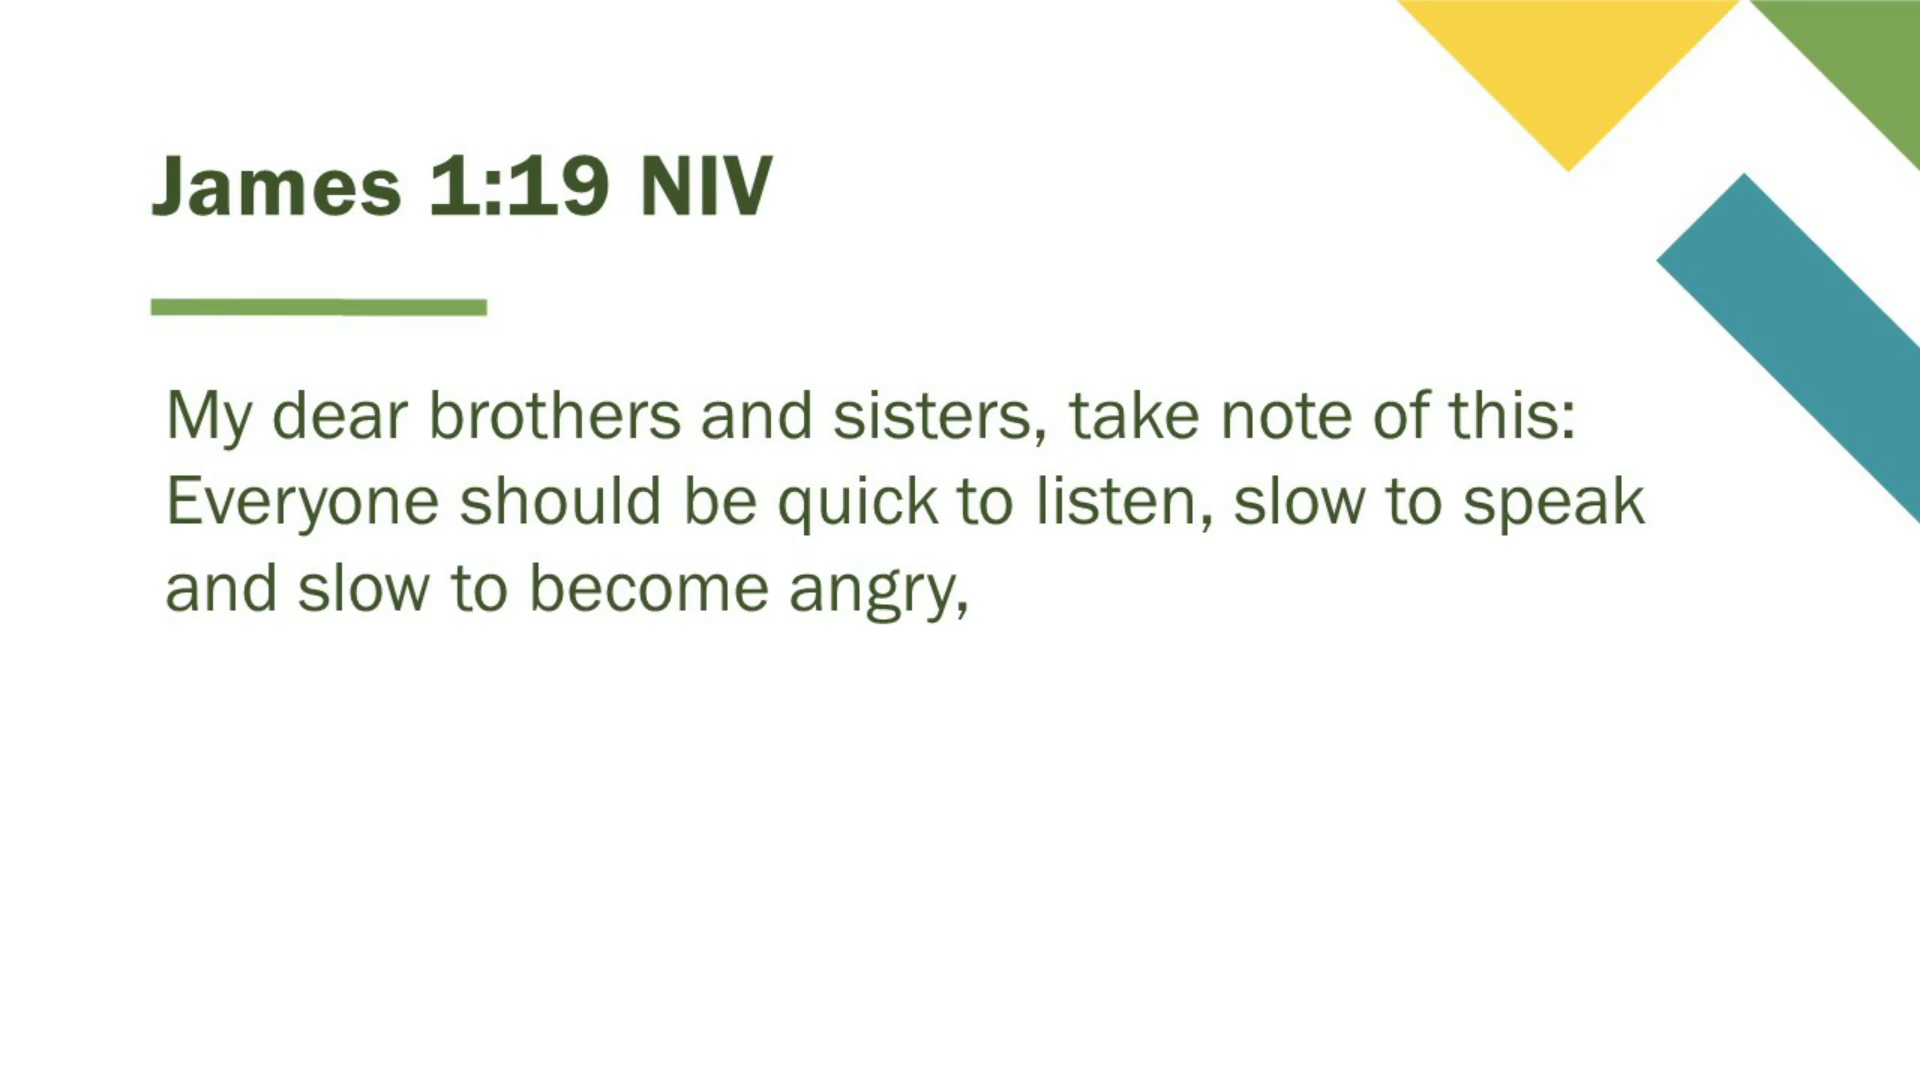 James 1:19 NIV
My dear brothers and sisters, take note of this:
Everyone should be quick to listen, slow to speak
and slow to become angry,